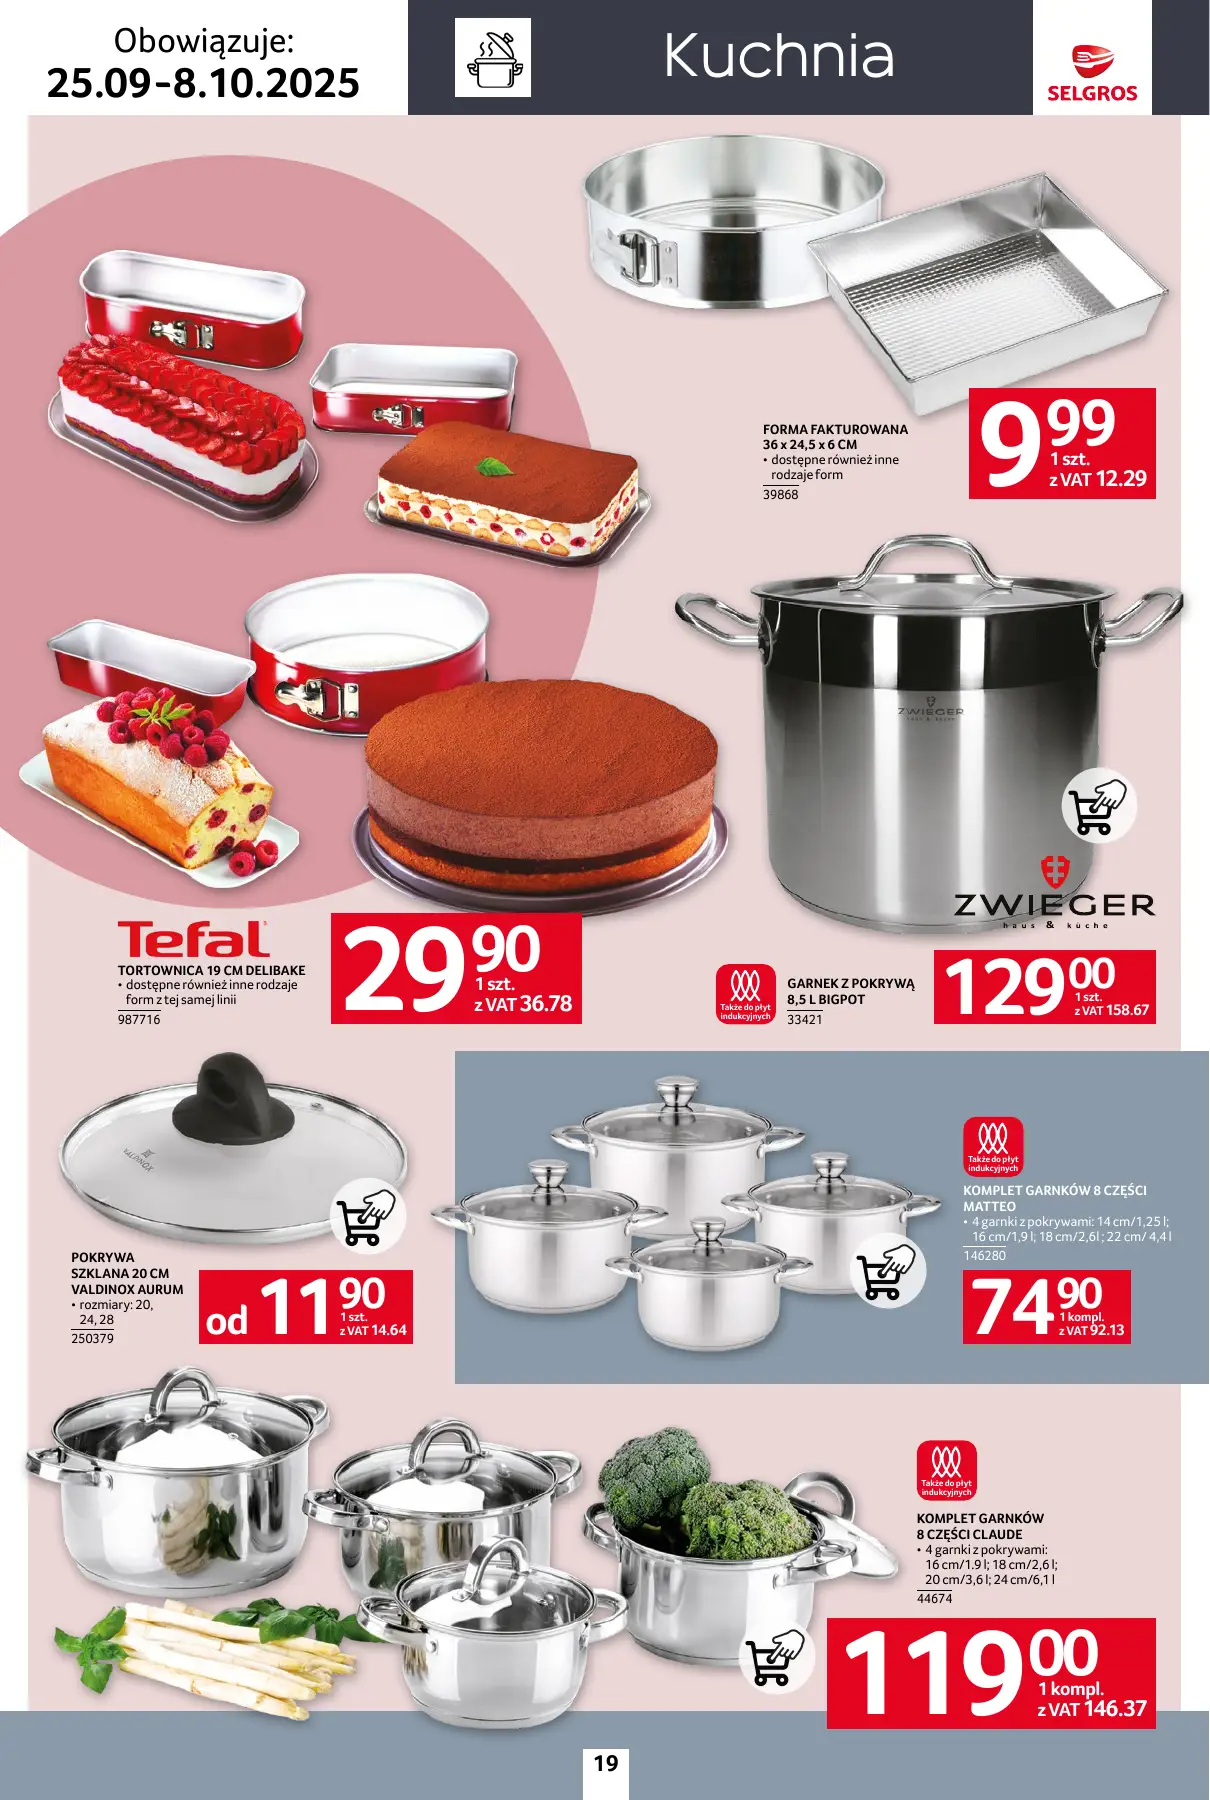 Obowiązuje:
25.09-8.10.2025
Kuchnia
SELGROS
FORMA FAKTUROWANA
36 x 24,5 x 6 CM
• dostępne również inne
rodzaje form
39868
9 99
1 szt.
z VAT 12.29
ZWIEGER
haus & küche
ZWIEGER
haus & küche
Tefal
TORTOWNICA 19 CM DELIBAKE
• dostępne również inne rodzaje
form z tej samej linii
987716
29 90
1 szt.
z VAT 36.78
Także do płyt
indukcyjnych
GARNEK Z POKRYWĄ
8,5 L BIGPOT
33421
129 00
1 szt.
z VAT 158.67
VALDINOX
POKRYWA
SZKLANA 20 CM
VALDINOX AURUM
• rozmiary: 20,
24, 28
250379
od 11 90
1 szt.
z VAT 14.64
Także do płyt
indukcyjnych
KOMPLET GARNKÓW 8 CZĘŚCI
MATTEO
• 4 garnki z pokrywami: 14 cm/1,25 l;
16 cm/1,9 l; 18 cm/2,6l ; 22 cm/ 4,4 l
146280
74 90
1 kompl.
z VAT 92.13
Także do płyt
indukcyjnych
KOMPLET GARNKÓW
8 CZĘŚCI CLAUDE
• 4 garnki z pokrywami:
16 cm/1.9 l; 18 cm/2,6 l;
20 cm/3,6 l; 24 cm/6,1 l
44674
119 00
1 kompl.
z VAT 146.37
19